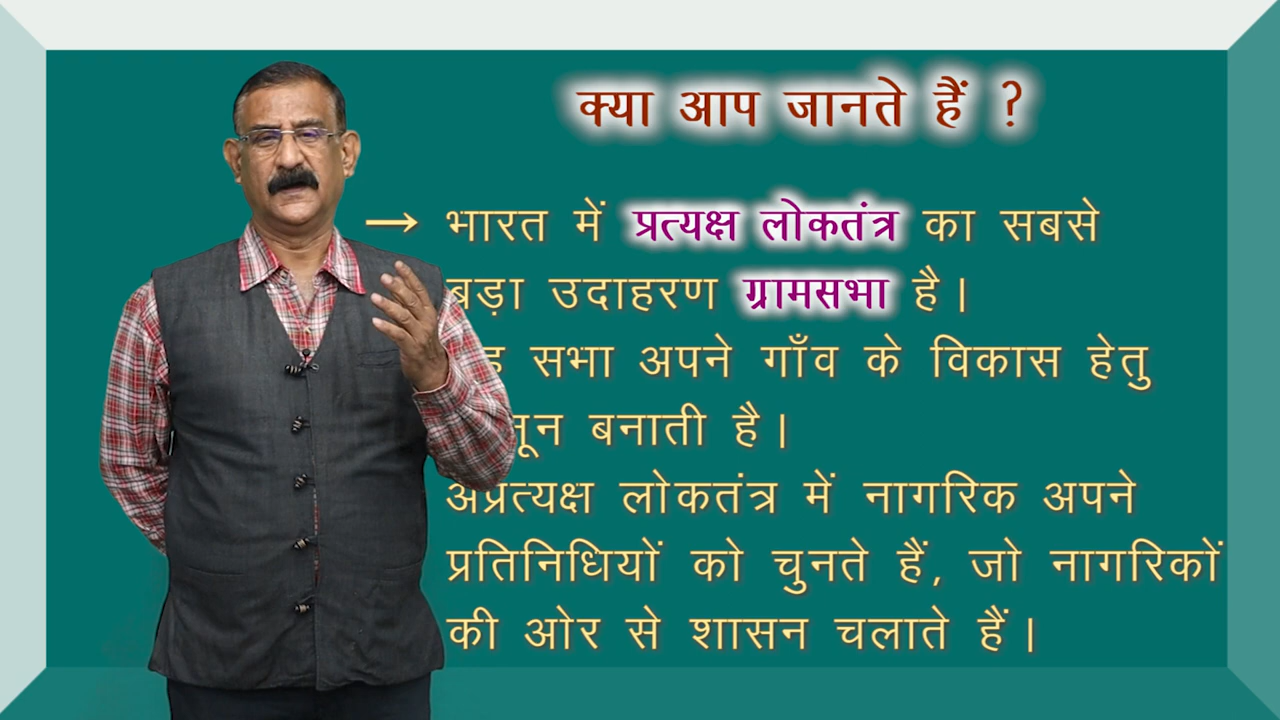 क्या आप जानते हैं ?
→ भारत में प्रत्यक्ष लोकतंत्र का सबसे
बड़ा उदाहरण ग्रामसभा है।
सभा अपने गाँव के विकास हेतु
बनाती है।
अप्रत्यक्ष लोकतंत्र में नागरिक अपने
प्रतिनिधियों को चुनते हैं, जो नागरिकों
की ओर से शासन चलाते हैं।